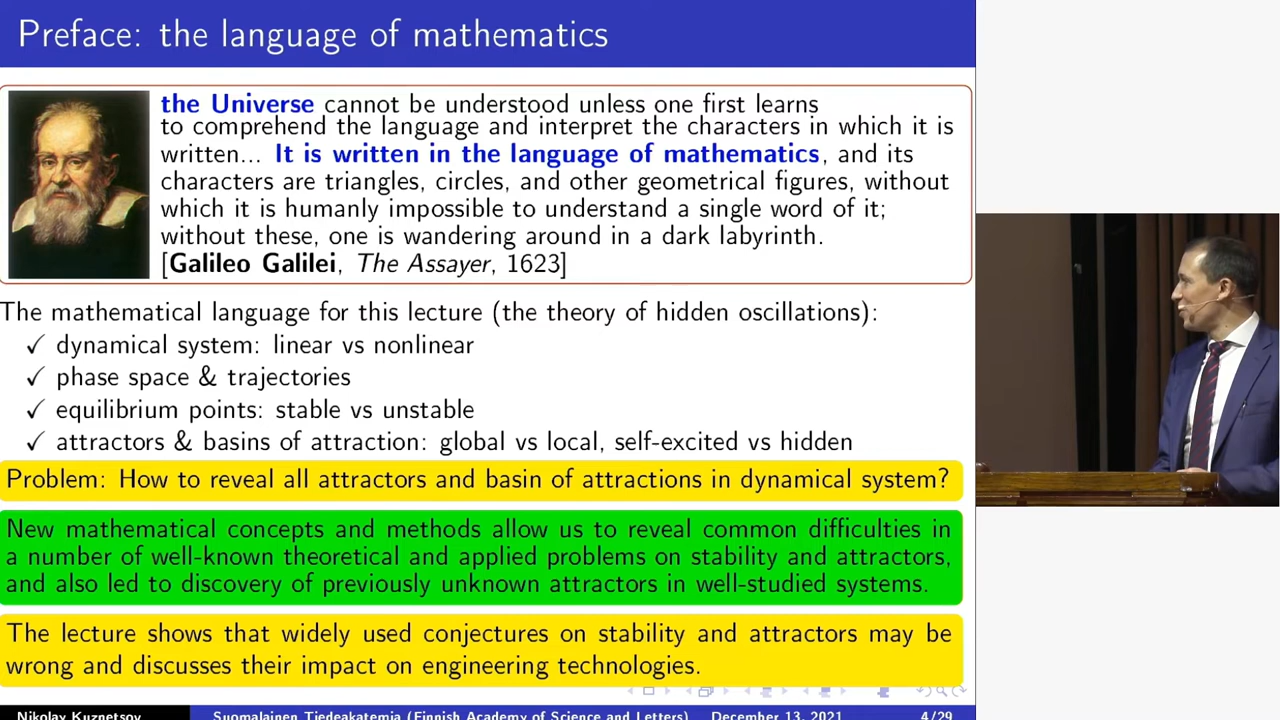 Preface: the language of mathematics
the Universe cannot be understood unless one first learns
to comprehend the language and interpret the characters in which it is
written... It is written in the language of mathematics, and its
characters are triangles, circles, and other geometrical figures, without
which it is humanly impossible to understand a single word of it;
without these, one is wandering around in a dark labyrinth.
[Galileo Galilei, The Assayer, 1623]
The mathematical language for this lecture (the theory of hidden oscillations):
✓ dynamical system: linear vs nonlinear
✓ phase space & trajectories
✓ equilibrium points: stable vs unstable
✓ attractors & basins of attraction: global vs local, self-excited vs hidden
Problem: How to reveal all attractors and basin of attractions in dynamical system?
New mathematical concepts and methods allow us to reveal common difficulties in
a number of well-known theoretical and applied problems on stability and attractors,
and also led to discovery of previously unknown attractors in well-studied systems.
The lecture shows that widely used conjectures on stability and attractors may be
wrong and discusses their impact on engineering technologies.
Nikolay Kuznetsov Suomalainen Tiedeakatemia (Finnish Academy of Science and Letters) December 13, 2021 4/29